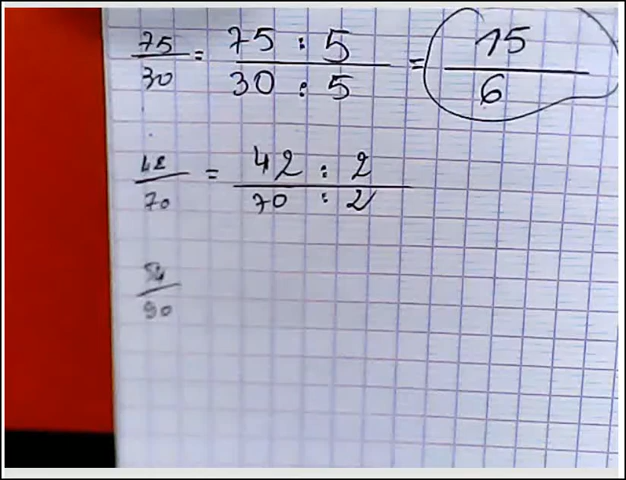 75/30 = 75 : 5/30 : 5 = 15/6
42/70 = 42 : 2/70 : 2
54/90